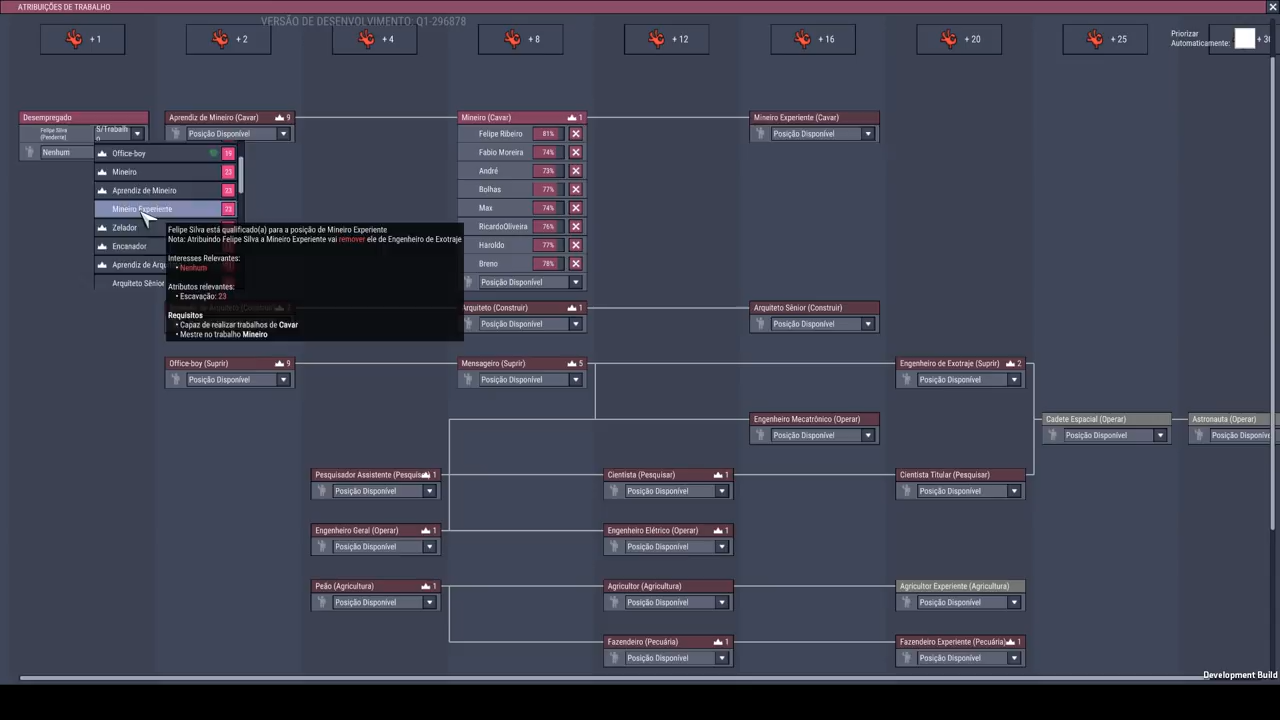 ATRIBUIÇÕES DE TRABALHO
VERSÃO DE DESENVOLVIMENTO: Q1-296878
+ 1
+ 2
+ 4
+ 8
+ 12
+ 16
+ 20
+ 25
Priorizar
Automaticamente:
+ 30
Desempregado
Felipe Silva
(Pendente)
S/Trabalh
o
Nenhum
Aprendiz de Mineiro (Cavar) 9
Posição Disponível
Mineiro (Cavar) 1
Felipe Ribeiro 81%
Fabio Moreira 74%
André 73%
Bolhas 77%
Max 74%
RicardoOliveira 76%
Haroldo 77%
Breno 78%
Posição Disponível
Mineiro Experiente (Cavar)
Posição Disponível
Office-boy 19
Mineiro 23
Aprendiz de Mineiro 23
Mineiro Experiente 23
Zelador
Encanador
Aprendiz de Arqu
Arquiteto Sênior
Felipe Silva está qualificado(a) para a posição de Mineiro Experiente
Nota: Atribuindo Felipe Silva a Mineiro Experiente vai remover ele de Engenheiro de Exotraje
Interesses Relevantes:
• Nenhum
Atributos relevantes:
• Escavação: 23
Requisitos
• Capaz de realizar trabalhos de Cavar
• Mestre no trabalho Mineiro
Arquiteto (Construir) 1
Posição Disponível
Arquiteto Sênior (Construir)
Posição Disponível
Office-boy (Suprir) 9
Posição Disponível
Mensageiro (Suprir) 5
Posição Disponível
Engenheiro de Exotraje (Suprir) 2
Posição Disponível
Engenheiro Mecatrônico (Operar)
Posição Disponível
Cadete Espacial (Operar)
Posição Disponível
Astronauta (Operar)
Posição Disponíve
Pesquisador Assistente (Pesquisa 1
Posição Disponível
Cientista (Pesquisar) 1
Posição Disponível
Cientista Titular (Pesquisar)
Posição Disponível
Engenheiro Geral (Operar) 1
Posição Disponível
Engenheiro Elétrico (Operar) 1
Posição Disponível
Peão (Agricultura) 1
Posição Disponível
Agricultor (Agricultura)
Posição Disponível
Agricultor Experiente (Agricultura)
Posição Disponível
Fazendeiro (Pecuária) 1
Posição Disponível
Fazendeiro Experiente (Pecuária) 1
Posição Disponível
Development Build